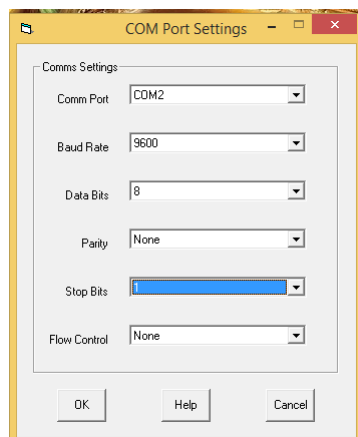 COM Port Settings
Comms Settings
Comm Port COM2
Baud Rate 9600
Data Bits 8
Parity None
Stop Bits 1
Flow Control None
OK Help Cancel